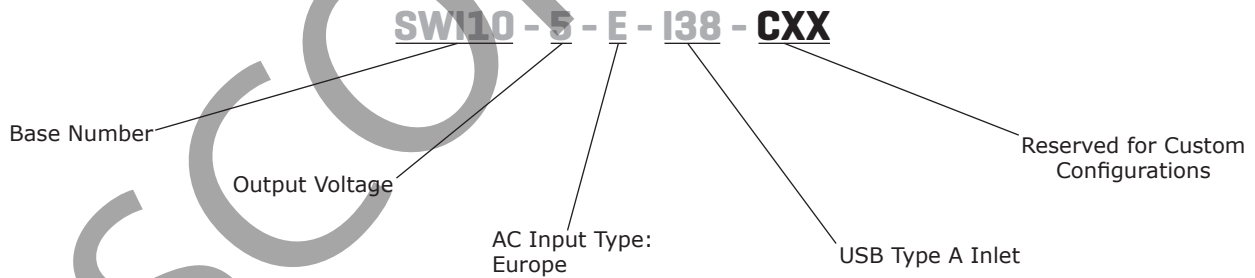 SWI10 - 5 - E - I38 - CXX
Base Number
Reserved for Custom
Configurations
Output Voltage
AC Input Type:
Europe
USB Type A Inlet